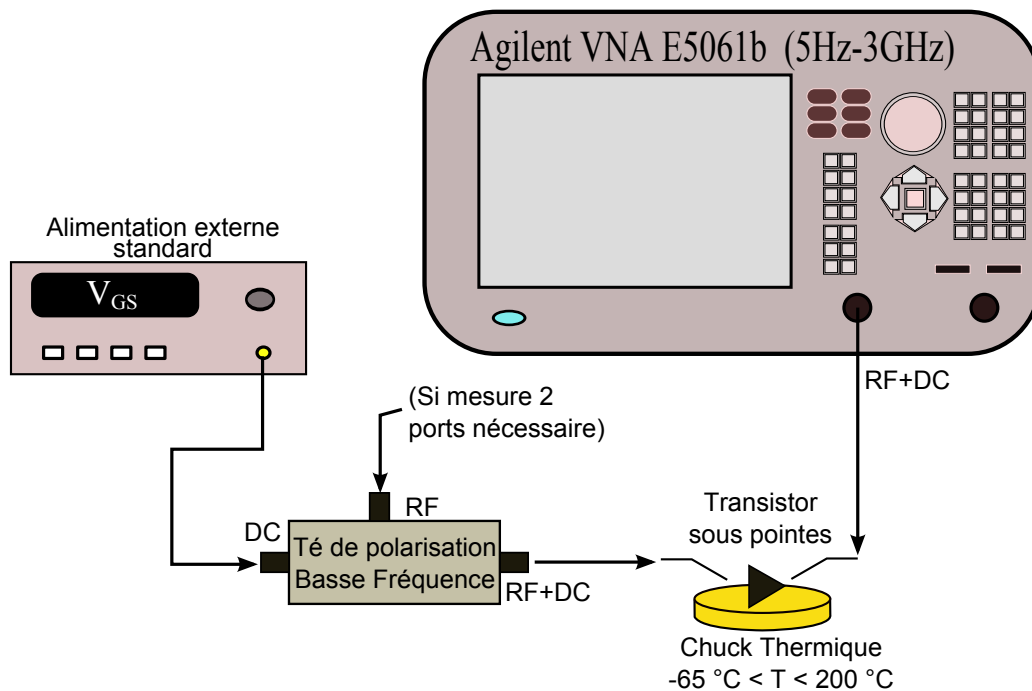 Agilent VNA E5061b (5Hz-3GHz)
Alimentation externe
standard
VGS
RF+DC
(Si mesure 2
ports nécessaire)
RF
DC
Té de polarisation
Basse Fréquence
RF+DC
Transistor
sous pointes
Chuck Thermique
-65 °C < T < 200 °C